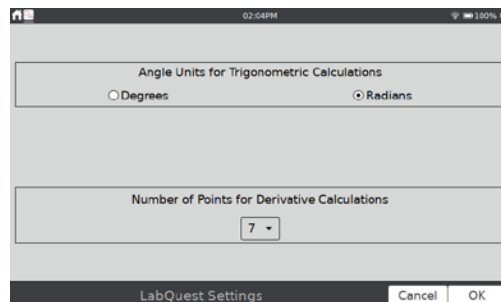 02:04PM 100%
Angle Units for Trigonometric Calculations
Degrees Radians
Number of Points for Derivative Calculations
7
LabQuest Settings Cancel OK